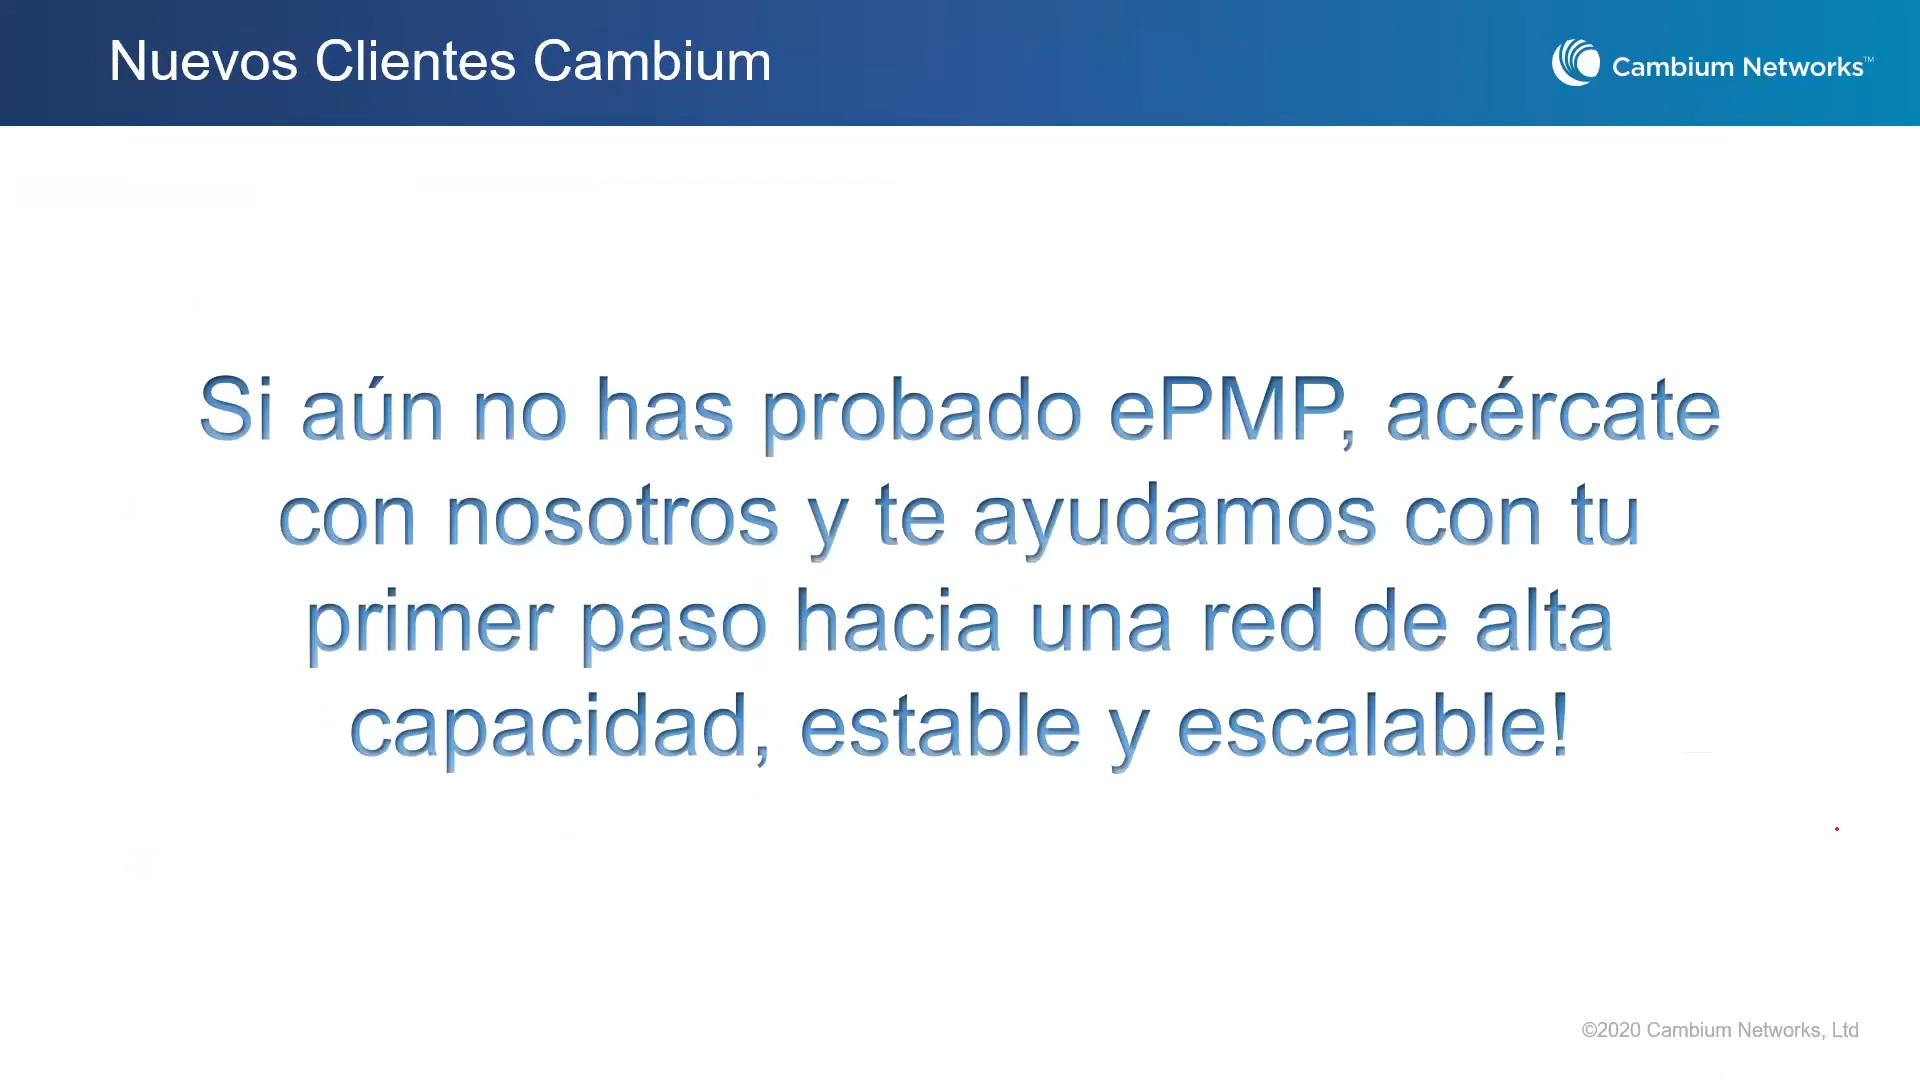 Nuevos Clientes Cambium
Cambium Networks™
Si aún no has probado ePMP, acércate
con nosotros y te ayudamos con tu
primer paso hacia una red de alta
capacidad, estable y escalable!
©2020 Cambium Networks, Ltd